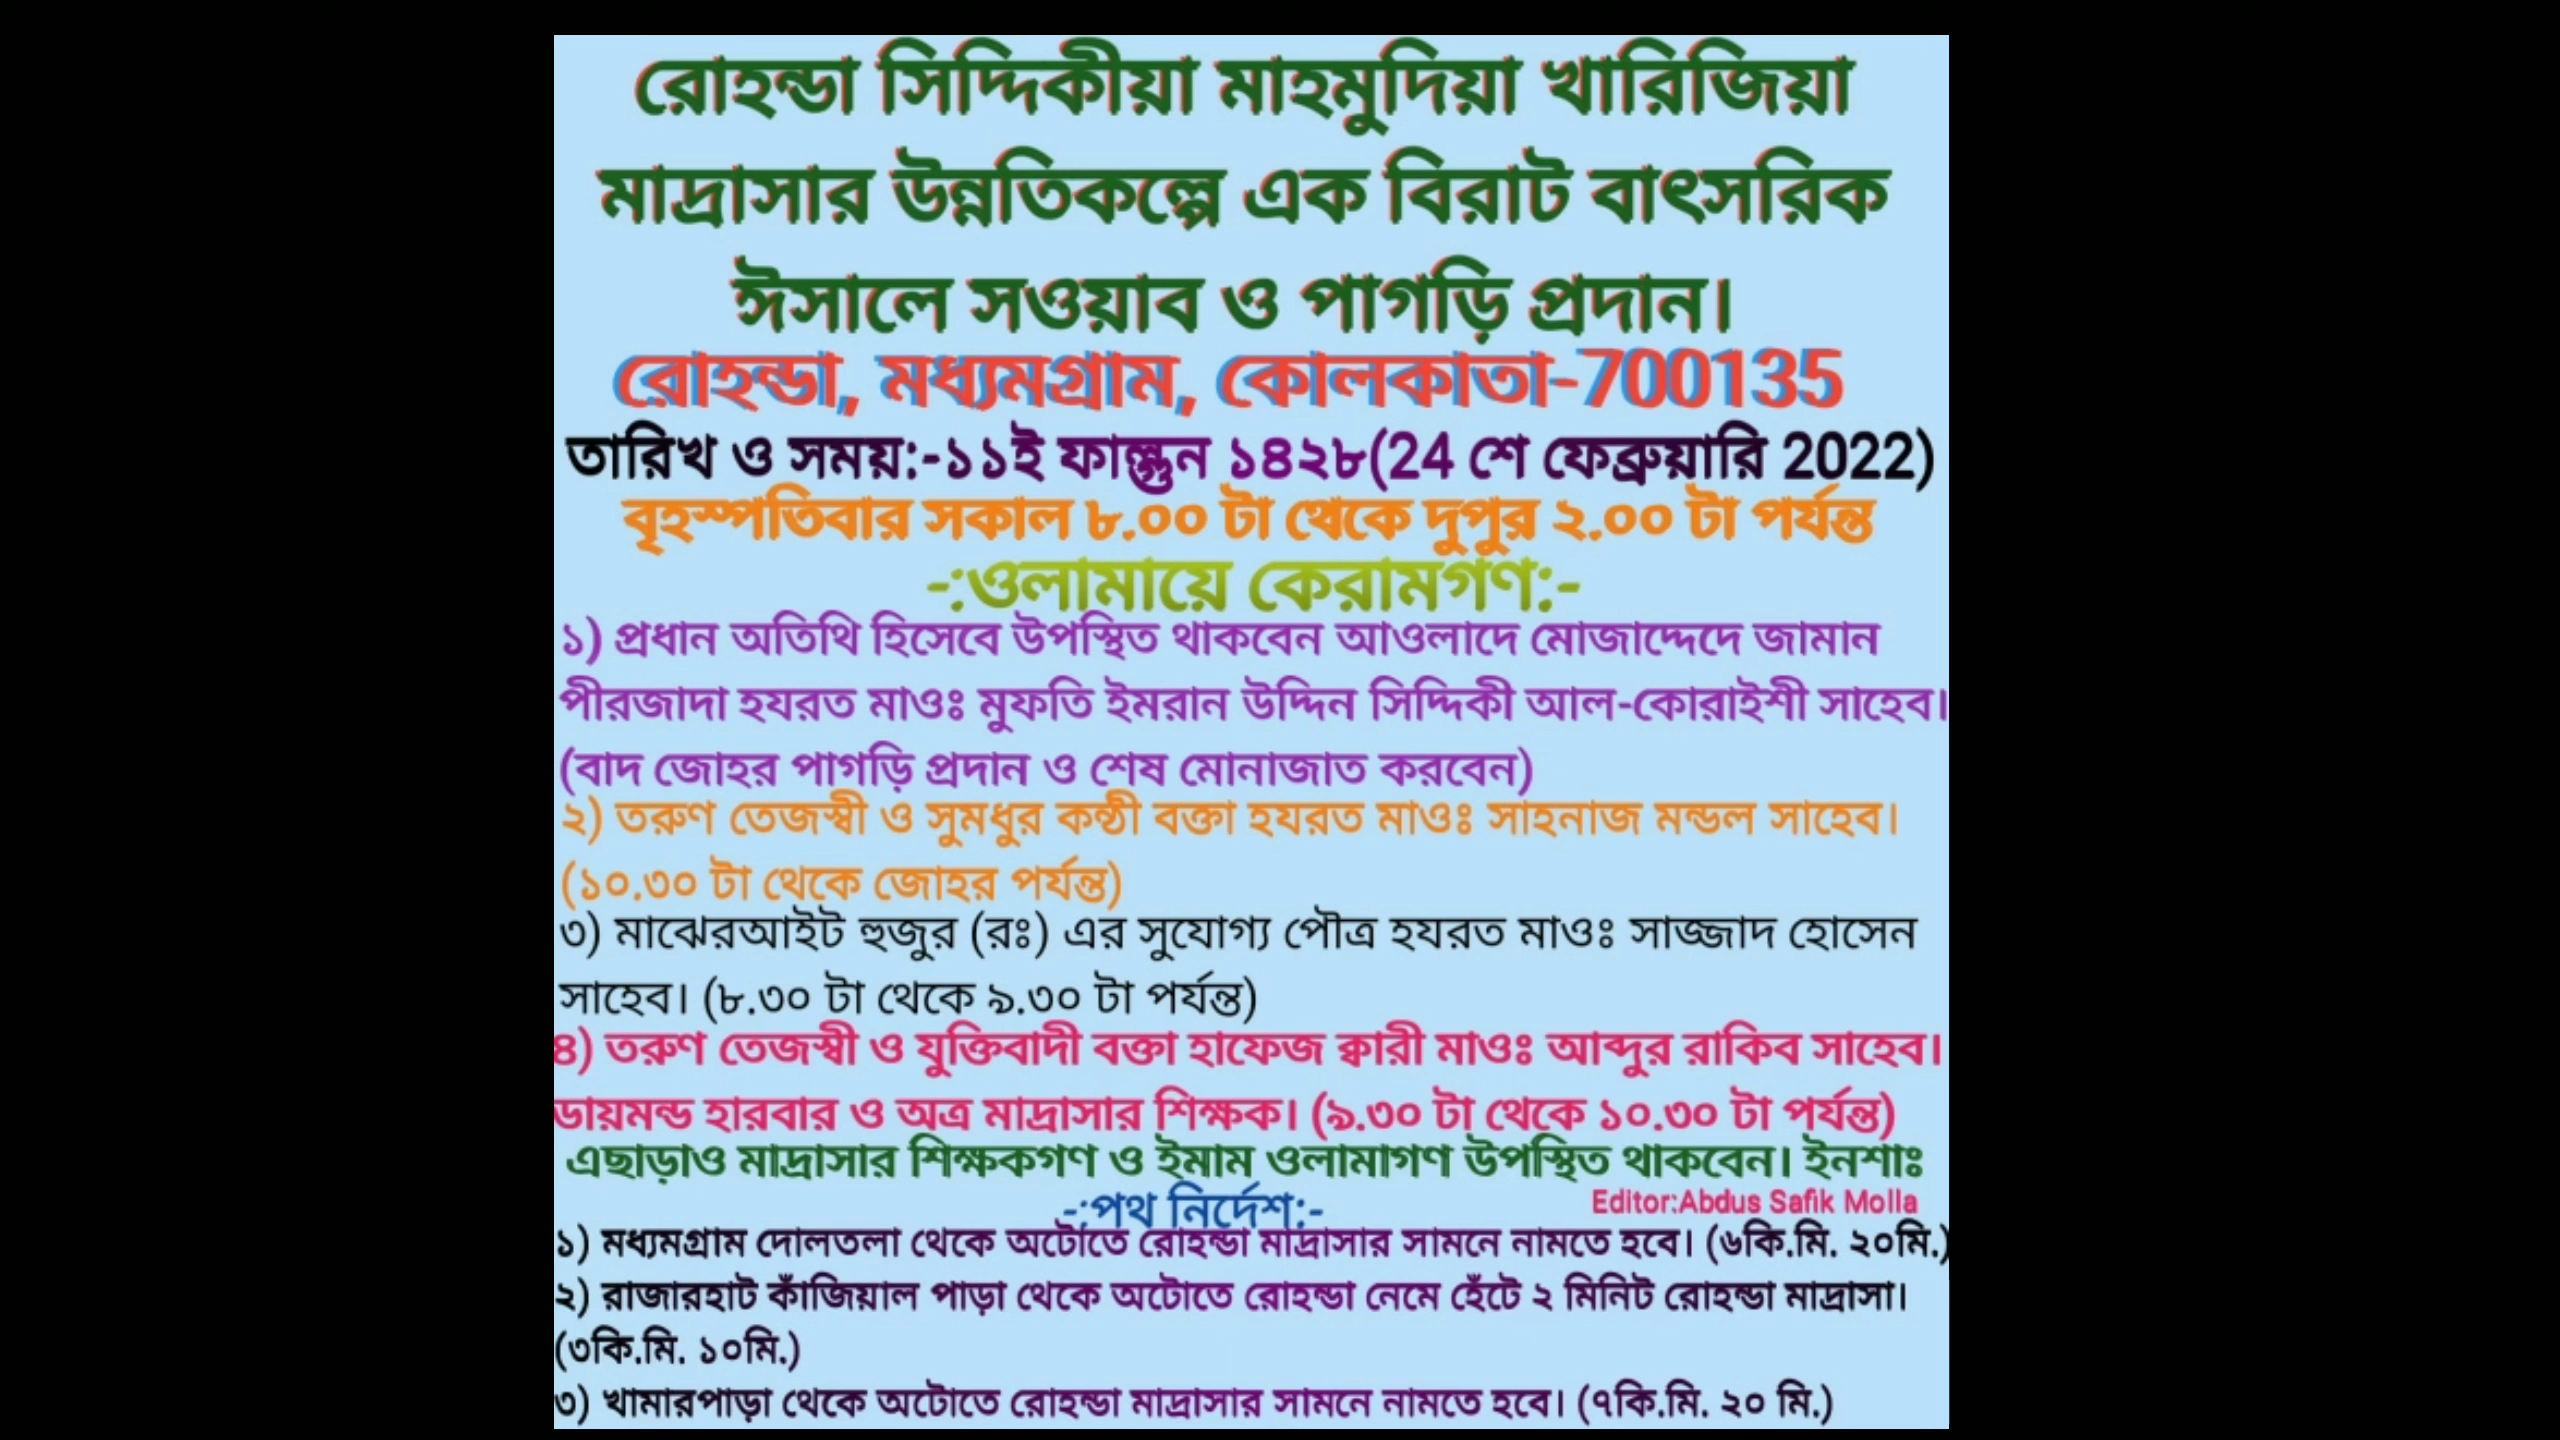 রোহন্ডা সিদ্দিকীয়া মাহমুদিয়া খারিজিয়া
মাদ্রাসার উন্নতিকল্পে এক বিরাট বাৎসরিক
ঈসালে সওয়াব ও পাগড়ি প্রদান।
রোহন্ডা, মধ্যমগ্রাম, কোলকাতা-700135
তারিখ ও সময়:-১১ই ফাল্গুন ১৪২৮(24 শে ফেব্রুয়ারি 2022)
বৃহস্পতিবার সকাল ৮.০০ টা থেকে দুপুর ২.০০ টা পর্যন্ত
-:ওলামায়ে কেরামগণ:-
১) প্রধান অতিথি হিসেবে উপস্থিত থাকবেন আওলাদে মোজাদ্দেদে জামান
পীরজাদা হযরত মাওঃ মুফতি ইমরান উদ্দিন সিদ্দিকী আল-কোরাইশী সাহেব।
(বাদ জোহর পাগড়ি প্রদান ও শেষ মোনাজাত করবেন)
২) তরুণ তেজস্বী ও সুমধুর কন্ঠী বক্তা হযরত মাওঃ সাহনাজ মন্ডল সাহেব।
(১০.৩০ টা থেকে জোহর পর্যন্ত)
৩) মাঝেরআইট হুজুর (রঃ) এর সুযোগ্য পৌত্র হযরত মাওঃ সাজ্জাদ হোসেন
সাহেব। (৮.৩০ টা থেকে ৯.৩০ টা পর্যন্ত)
৪) তরুণ তেজস্বী ও যুক্তিবাদী বক্তা হাফেজ ক্বারী মাওঃ আব্দুর রাকিব সাহেব।
ডায়মন্ড হারবার ও অত্র মাদ্রাসার শিক্ষক। (৯.৩০ টা থেকে ১০.৩০ টা পর্যন্ত)
এছাড়াও মাদ্রাসার শিক্ষকগণ ও ইমাম ওলামাগণ উপস্থিত থাকবেন। ইনশাঃ
-:পথ নির্দেশ:-
Editor:Abdus Safik Molla
১) মধ্যমগ্রাম দোলতলা থেকে অটোতে রোহন্ডা মাদ্রাসার সামনে নামতে হবে। (৬কি.মি. ২০মি.)
২) রাজারহাট কাঁজিয়াল পাড়া থেকে অটোতে রোহন্ডা নেমে হেঁটে ২ মিনিট রোহন্ডা মাদ্রাসা।
(৩কি.মি. ১০মি.)
৩) খামারপাড়া থেকে অটোতে রোহন্ডা মাদ্রাসার সামনে নামতে হবে। (৭কি.মি. ২০ মি.)